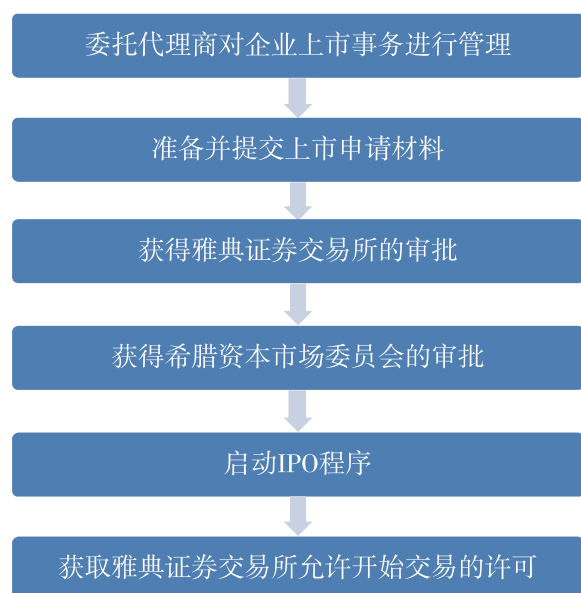 委托代理商对企业上市事务进行管理
准备并提交上市申请材料
获得雅典证券交易所的审批
获得希腊资本市场委员会的审批
启动IPO程序
获取雅典证券交易所允许开始交易的许可